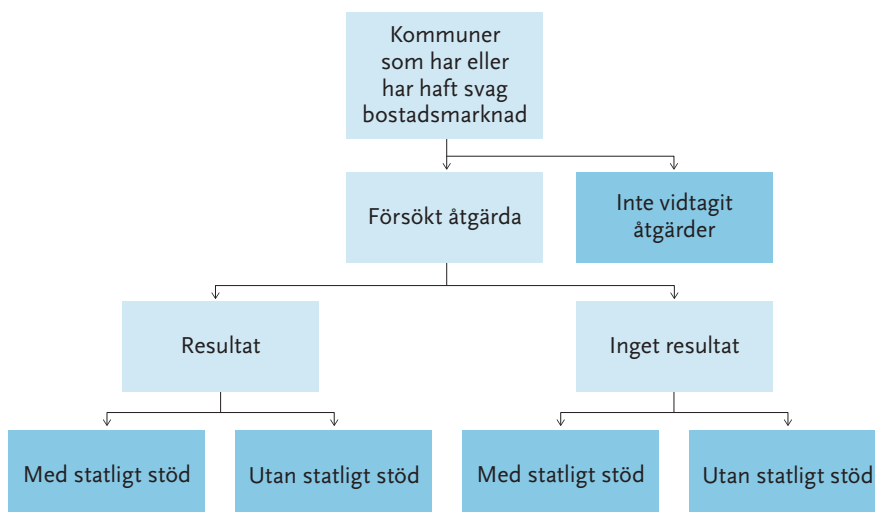 Kommuner
som har eller
har haft svag
bostadsmarknad
Försökt åtgärda
Inte vidtagit
åtgärder
Resultat
Inget resultat
Med statligt stöd
Utan statligt stöd
Med statligt stöd
Utan statligt stöd